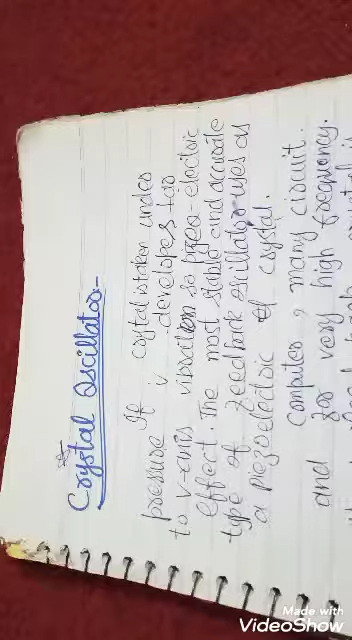 Crystal Oscillator-
If crystal is taken under
pressure it developes
to v-axis vibration so piezo-electric
effect. The most stable and accurate
type of feedback oscillator uses as
a piezoelectric of crystal.
Computer, many circuit.
and for very high frequency.
Made with
VideoShow